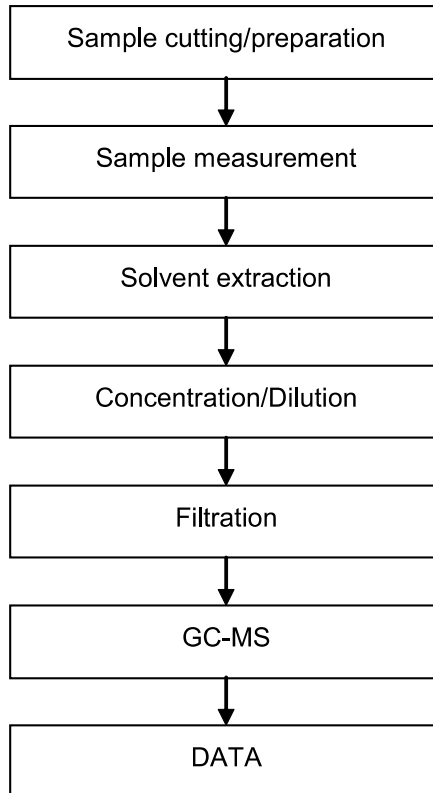 Sample cutting/preparation
Sample measurement
Solvent extraction
Concentration/Dilution
Filtration
GC-MS
DATA